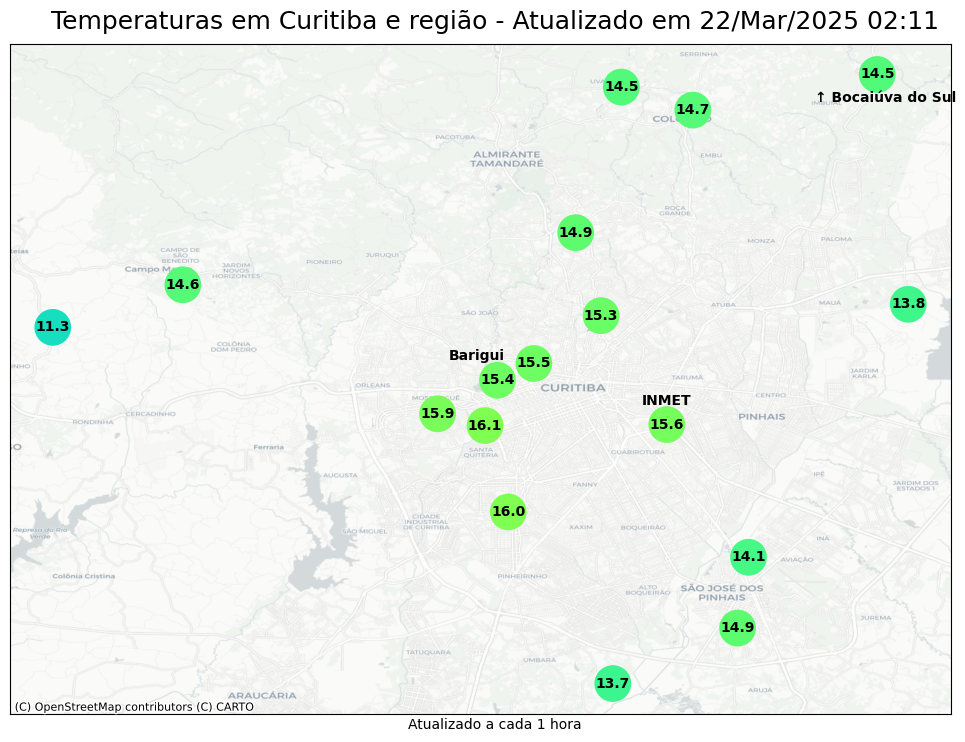 Temperaturas em Curitiba e região - Atualizado em 22/Mar/2025 02:11
SERRINHA
14.5
14.5
↑ Bocaiúva do Sul
14.7
PACOTUBA
ALMIRANTE
TAMANDARÉ
EMBU
ROÇA
GRANDE
14.9
MONZA
PALOMA
CAMPO DE
SÃO
BENEDITO
JARDIM
NOVOS
HORIZONTES
PIONEIRO
JURUQUI
14.6
11.3
13.8
ATUBA
MAUÁ
SÃO JOÃO
15.3
COLÔNIA
DOM PEDRO
Barigui
15.5
15.4
CURITIBA
ORLEANS
TARUMÃ
JARDIM
KARLA
INMET
CENTRO
15.9
16.1
15.6
PINHAIS
CERCADINHO
RONDINHA
Ferraria
SANTA
QUITÉRIA
GUABIROTUBA
AUGUSTA
IPÊ
FANNY
JARDIM DOS
ESTADOS I
16.0
CIDADE
INDUSTRIAL
DE CURITIBA
SÃO MIGUEL
XAXIM
BOQUEIRÃO
Represa do Rio
Verde
INÁ
14.1
AVIAÇÃO
Colônia Cristina
PINHEIRINHO
ALTO
BOQUEIRÃO
SÃO JOSÉ DOS
PINHAIS
JUREMA
14.9
TATUQUARA
UMBARÁ
13.7
ARUJÁ
ARAUCÁRIA
(C) OpenStreetMap contributors (C) CARTO
Atualizado a cada 1 hora